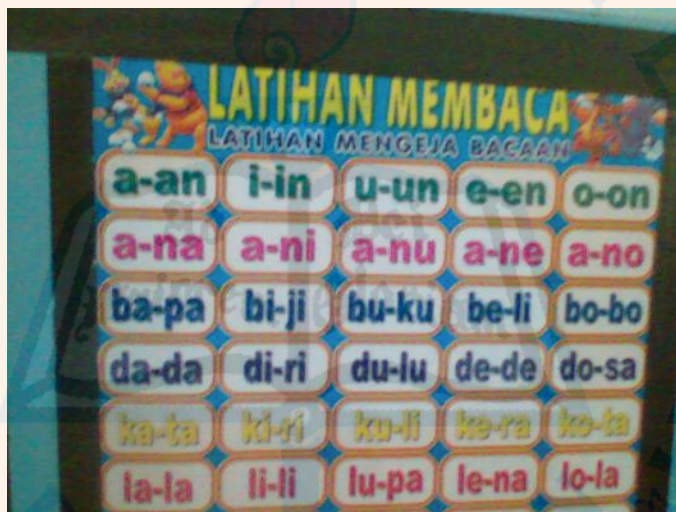 LATIHAN MEMBACA
LATIHAN MENGEJA BACAAN
a-an i-in u-un e-en o-on
a-na a-ni a-nu a-ne a-no
ba-pa bi-ji bu-ku be-li bo-bo
da-da di-ri du-lu de-de do-sa
ka-ta ki-ri ku-li ke-ra ko-ta
la-la li-li lu-pa le-na lo-la